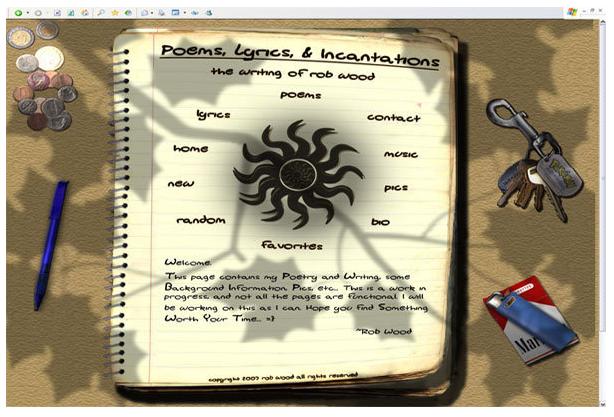 Poems, Lyrics, & Incantations
the writing of rob wood
poems
lyrics
contact
home
music
new
pics
random
bio
favorites
Welcome.
This page contains my Poetry and Writing, some
Background Information, Pics, etc... This is a work in
progress, and not all the pages are functional. I will
be working on this as I can. Hope you find Something
Worth Your Time... =]
~Rob Wood
copyright 2007 rob wood all rights reserved
Mar